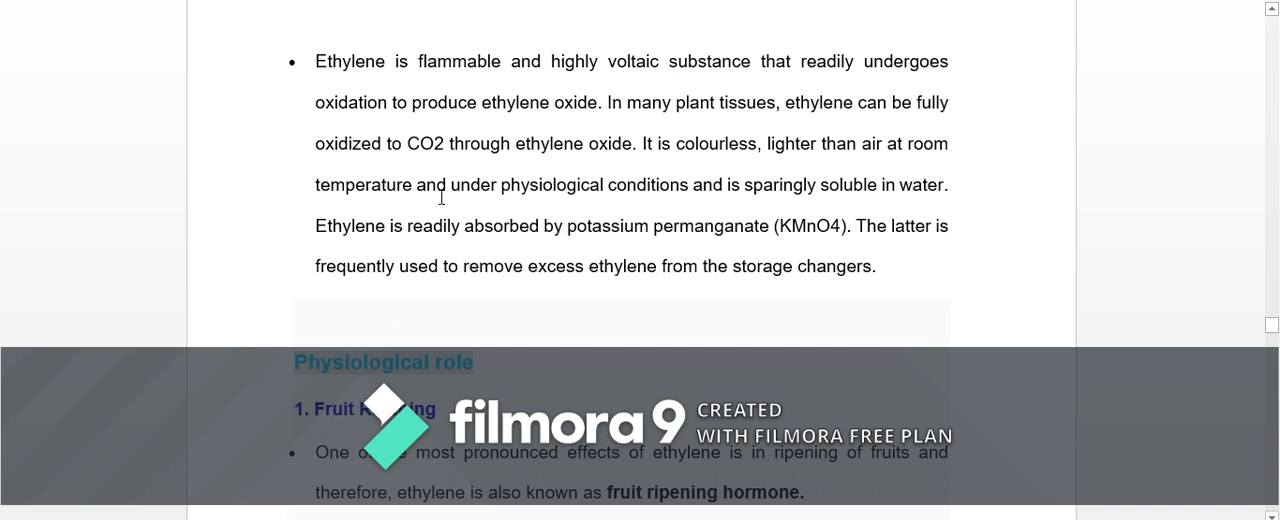 • Ethylene is flammable and highly voltaic substance that readily undergoes
oxidation to produce ethylene oxide. In many plant tissues, ethylene can be fully
oxidized to CO2 through ethylene oxide. It is colourless, lighter than air at room
temperature and under physiological conditions and is sparingly soluble in water.
Ethylene is readily absorbed by potassium permanganate (KMnO4). The latter is
frequently used to remove excess ethylene from the storage changers.
Physiological role
1. Fruit
filmora9
CREATED
WITH FILMORA FREE PLAN
• One most pronounced effects of ethylene is in ripening of fruits and
therefore, ethylene is also known as fruit ripening hormone.